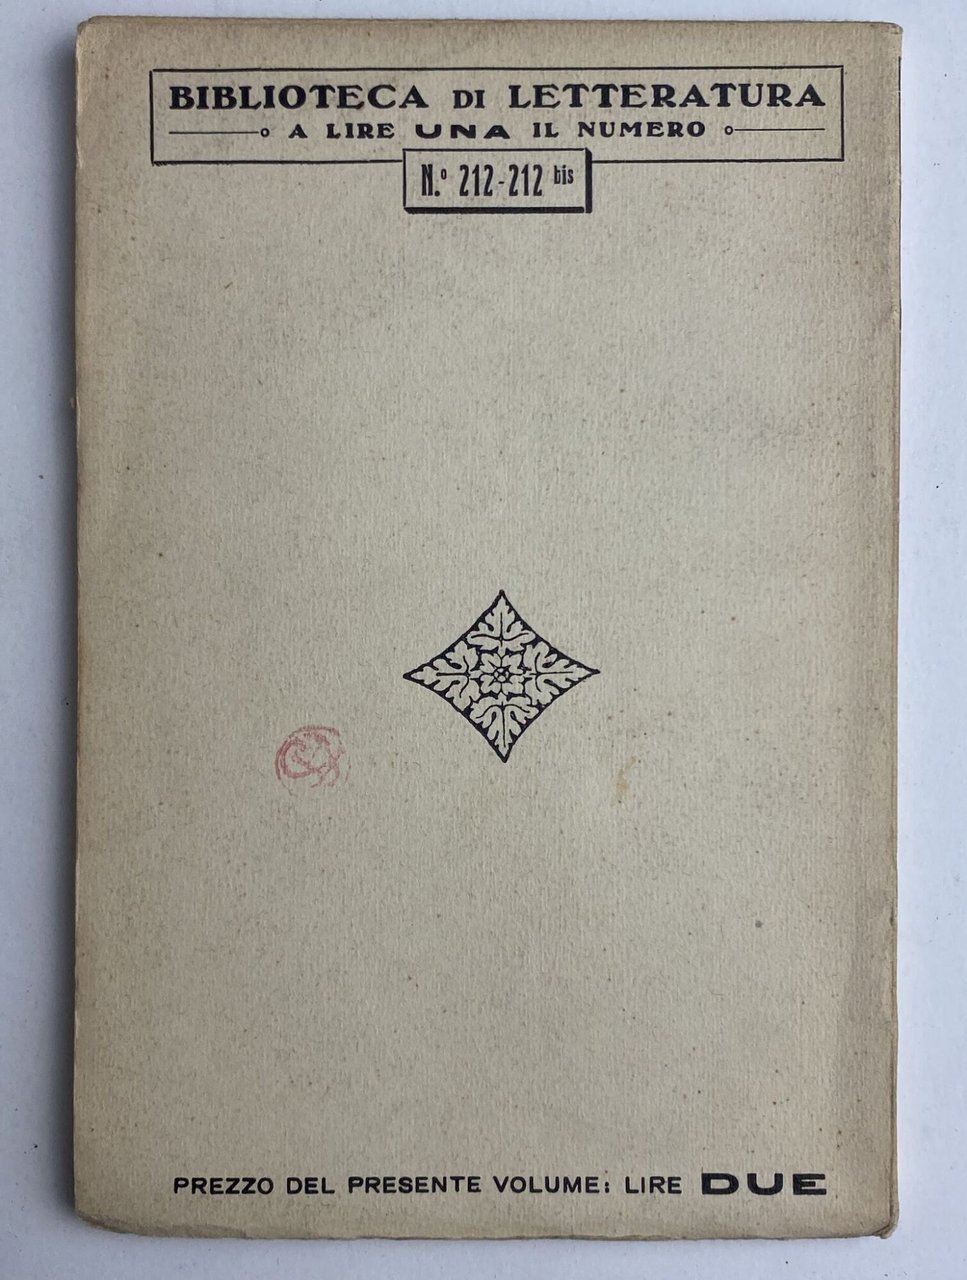 BIBLIOTECA DI LETTERATURA
A LIRE UNA IL NUMERO
N.º 212-212 bis
PREZZO DEL PRESENTE VOLUME: LIRE DUE